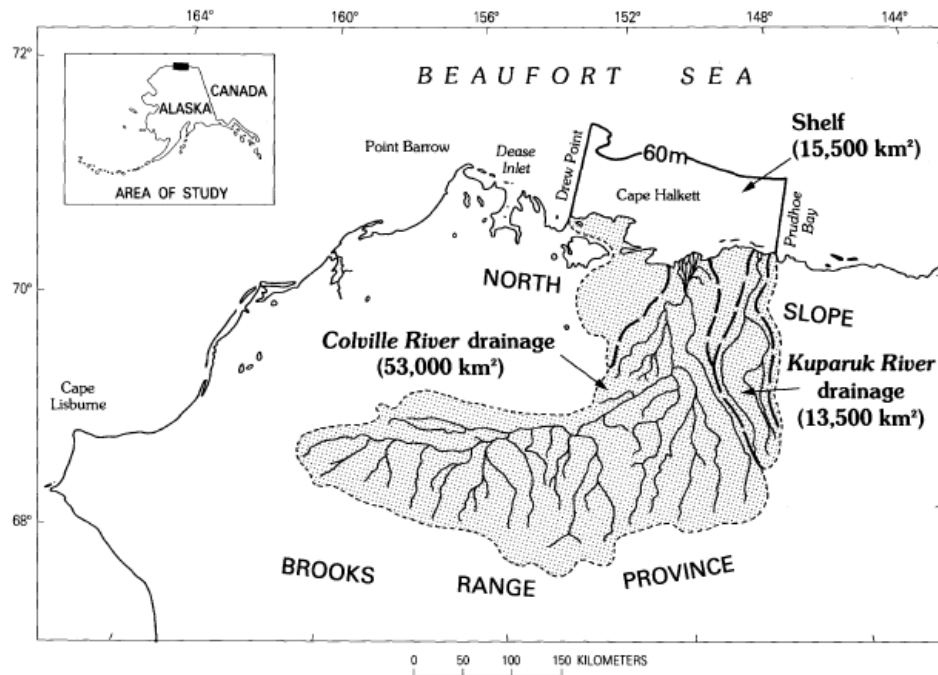 164°
160°
156°
152°
148°
144°
72°
BEAUFORT SEA
CANADA
ALASKA
AREA OF STUDY
Shelf
(15,500 km²)
Point Barrow
Dease
Inlet
Drew Point
60m
Cape Halkett
Prudhoe
Bay
70°
NORTH
SLOPE
Colville River drainage
(53,000 km²)
Kuparuk River
drainage
(13,500 km²)
Cape
Lisburne
68°
BROOKS RANGE PROVINCE
0 50 100 150 KILOMETERS